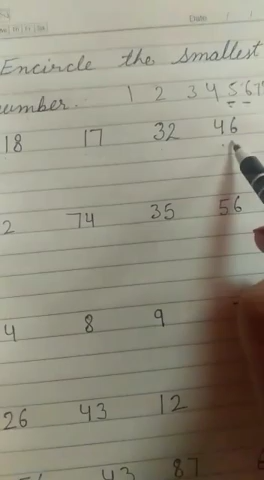 Date / /
Encircle the smallest
number. 1 2 3 4 5 6 7
18 17 32 46
2 74 35 56
4 8 9
26 43 12
43 87